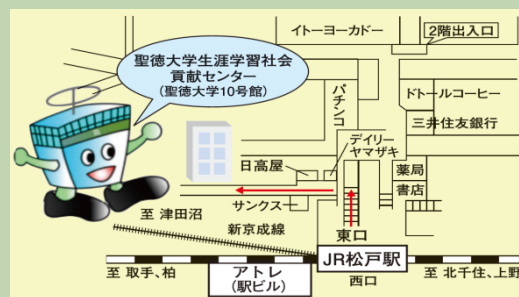 イトーヨーカドー
2階出入口
聖徳大学生涯学習社会
貢献センター
(聖徳大学10号館)
パチンコ
ドトールコーヒー
三井住友銀行
デイリー
ヤマザキ
日高屋
薬局
書店
サンクス
至 津田沼
新京成線
東口
JR松戸駅
至 取手、柏
アトレ
(駅ビル)
西口
至 北千住、上野